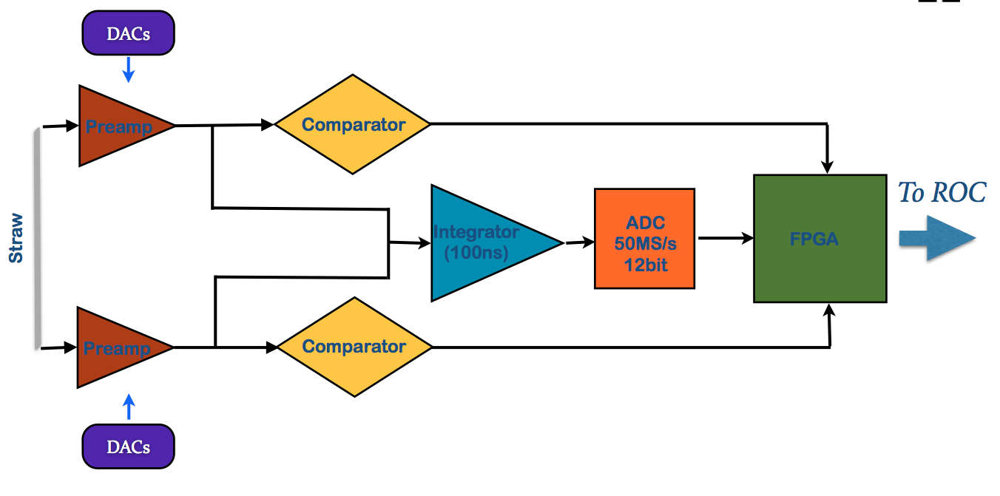 DACs
Preamp
Comparator
Straw
Integrator
(100ns)
ADC
50MS/s
12bit
FPGA
To ROC
Preamp
Comparator
DACs